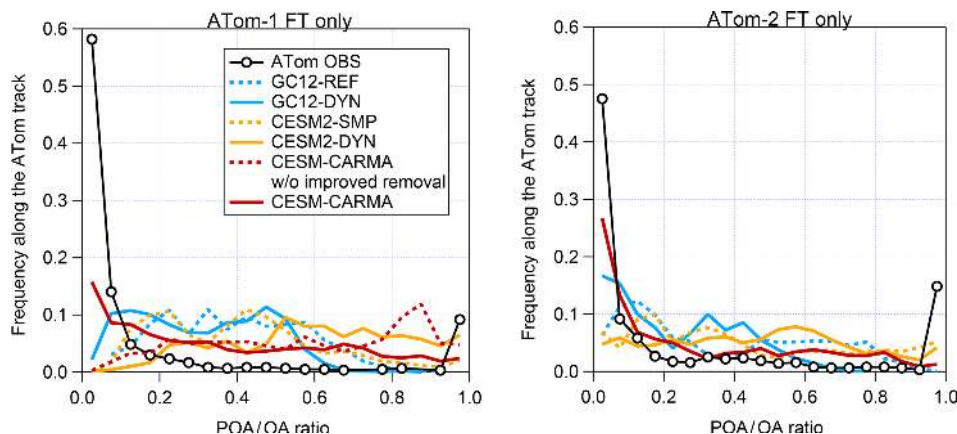 ATom-1 FT only
0.6
0.5
0.4
0.3
0.2
0.1
0.0
Frequency along the ATom track
ATom OBS
GC12-REF
GC12-DYN
CESM2-SMP
CESM2-DYN
CESM-CARMA
w/o improved removal
CESM-CARMA
0.0 0.2 0.4 0.6 0.8 1.0
POA/OA ratio
ATom-2 FT only
0.6
0.5
0.4
0.3
0.2
0.1
0.0
Frequency along the ATom track
0.0 0.2 0.4 0.6 0.8 1.0
POA/OA ratio